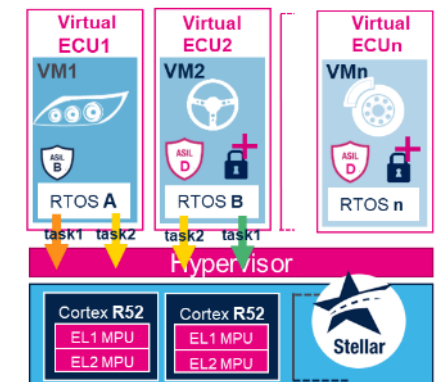 Virtual
ECU1
Virtual
ECU2
Virtual
ECUn
VM1
VM2
VMn
ASIL
B
ASIL
D
ASIL
D
RTOS A
RTOS B
RTOS n
task1
task2
task2
task1
Hypervisor
Cortex R52
EL1 MPU
EL2 MPU
Cortex R52
EL1 MPU
EL2 MPU
Stellar